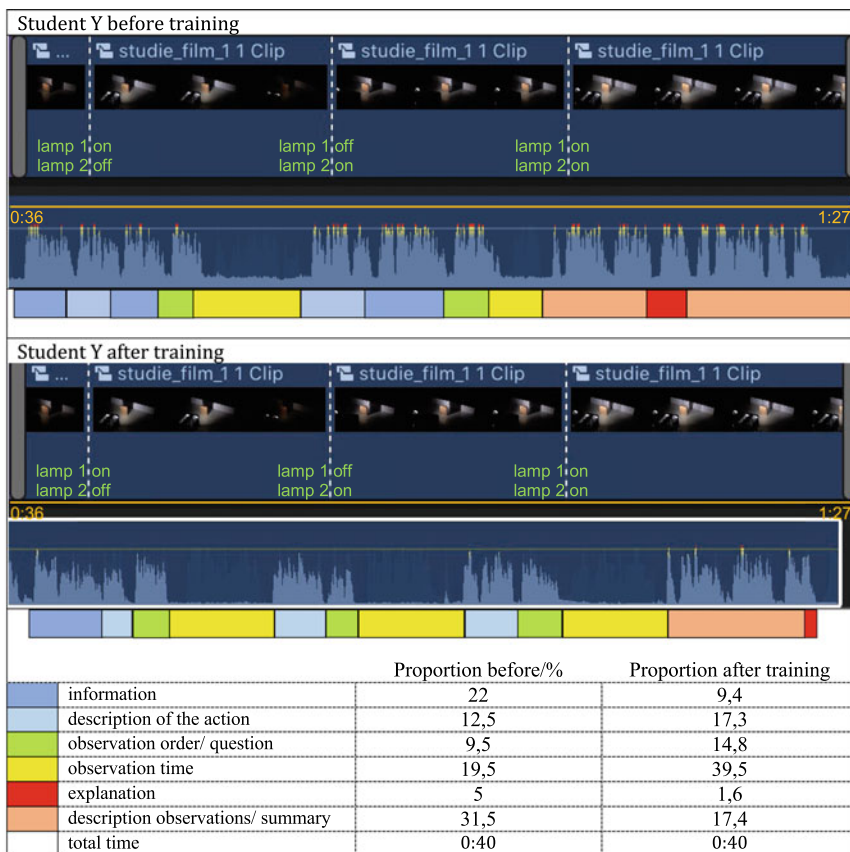 Student Y before training
... studie_film_1 1 Clip studie_film_1 1 Clip studie_film_1 1 Clip
lamp 1 on lamp 1 off lamp 1 on
lamp 2 off lamp 2 on lamp 2 on
0:36 1:27
Student Y after training
... studie_film_1 1 Clip studie_film_1 1 Clip studie_film_1 1 Clip
lamp 1 on lamp 1 off lamp 1 on
lamp 2 off lamp 2 on lamp 2 on
0:36 1:27
Proportion before/% Proportion after training
information 22 9,4
description of the action 12,5 17,3
observation order/ question 9,5 14,8
observation time 19,5 39,5
explanation 5 1,6
description observations/ summary 31,5 17,4
total time 0:40 0:40